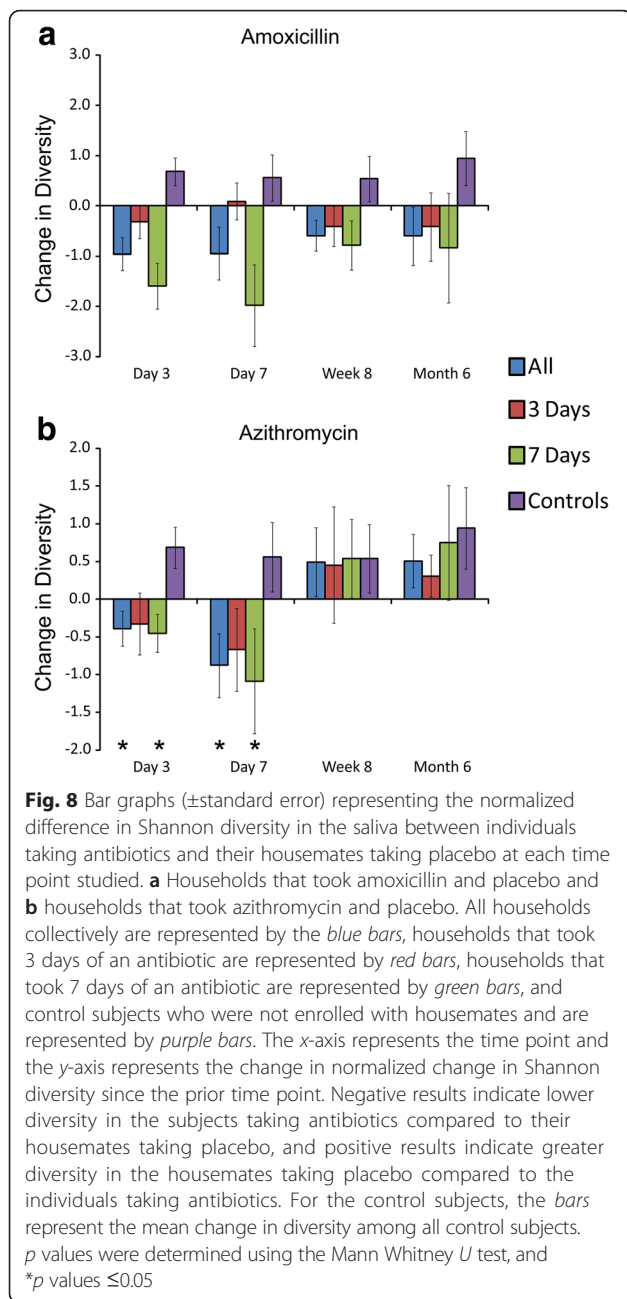 a
Amoxicillin
3.0
2.0
1.0
0.0
-1.0
-2.0
-3.0
Change in Diversity
Day 3
Day 7
Week 8
Month 6
All
3 Days
7 Days
Controls
b
Azithromycin
2.0
1.5
1.0
0.5
0.0
-0.5
-1.0
-1.5
-2.0
Change in Diversity
* * * *
Day 3
Day 7
Week 8
Month 6
Fig. 8 Bar graphs (±standard error) representing the normalized
difference in Shannon diversity in the saliva between individuals
taking antibiotics and their housemates taking placebo at each time
point studied. a Households that took amoxicillin and placebo and
b households that took azithromycin and placebo. All households
collectively are represented by the blue bars, households that took
3 days of an antibiotic are represented by red bars, households that
took 7 days of an antibiotic are represented by green bars, and
control subjects who were not enrolled with housemates and are
represented by purple bars. The x-axis represents the time point and
the y-axis represents the change in normalized change in Shannon
diversity since the prior time point. Negative results indicate lower
diversity in the subjects taking antibiotics compared to their
housemates taking placebo, and positive results indicate greater
diversity in the housemates taking placebo compared to the
individuals taking antibiotics. For the control subjects, the bars
represent the mean change in diversity among all control subjects.
p values were determined using the Mann Whitney U test, and
*p values ≤0.05